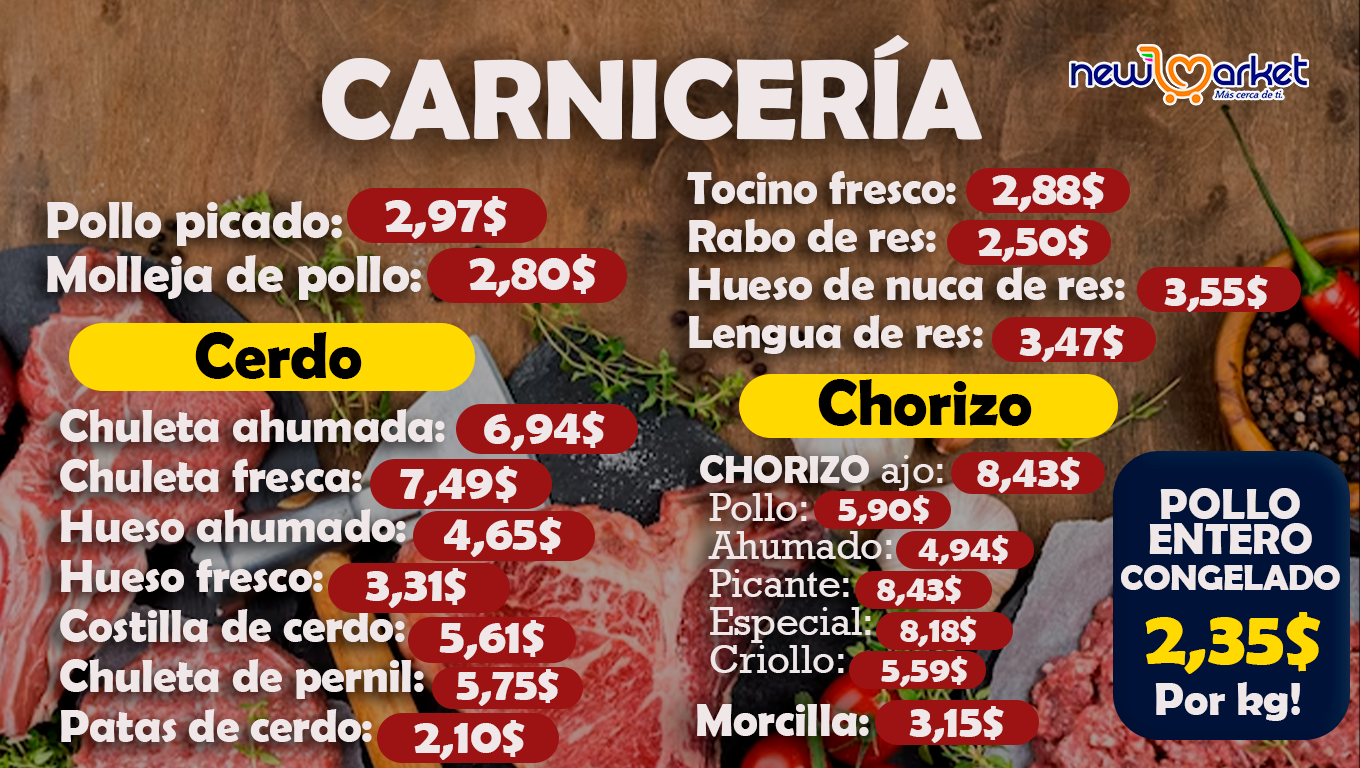 CARNICERÍA
new market
Más cerca de ti.
Pollo picado: 2,97$
Molleja de pollo: 2,80$
Cerdo
Chuleta ahumada: 6,94$
Chuleta fresca: 7,49$
Hueso ahumado: 4,65$
Hueso fresco: 3,31$
Costilla de cerdo: 5,61$
Chuleta de pernil: 5,75$
Patas de cerdo: 2,10$
Tocino fresco: 2,88$
Rabo de res: 2,50$
Hueso de nuca de res: 3,55$
Lengua de res: 3,47$
Chorizo
CHORIZO ajo: 8,43$
Pollo: 5,90$
Ahumado: 4,94$
Picante: 8,43$
Especial: 8,18$
Criollo: 5,59$
Morcilla: 3,15$
POLLO
ENTERO
CONGELADO
2,35$
Por kg!